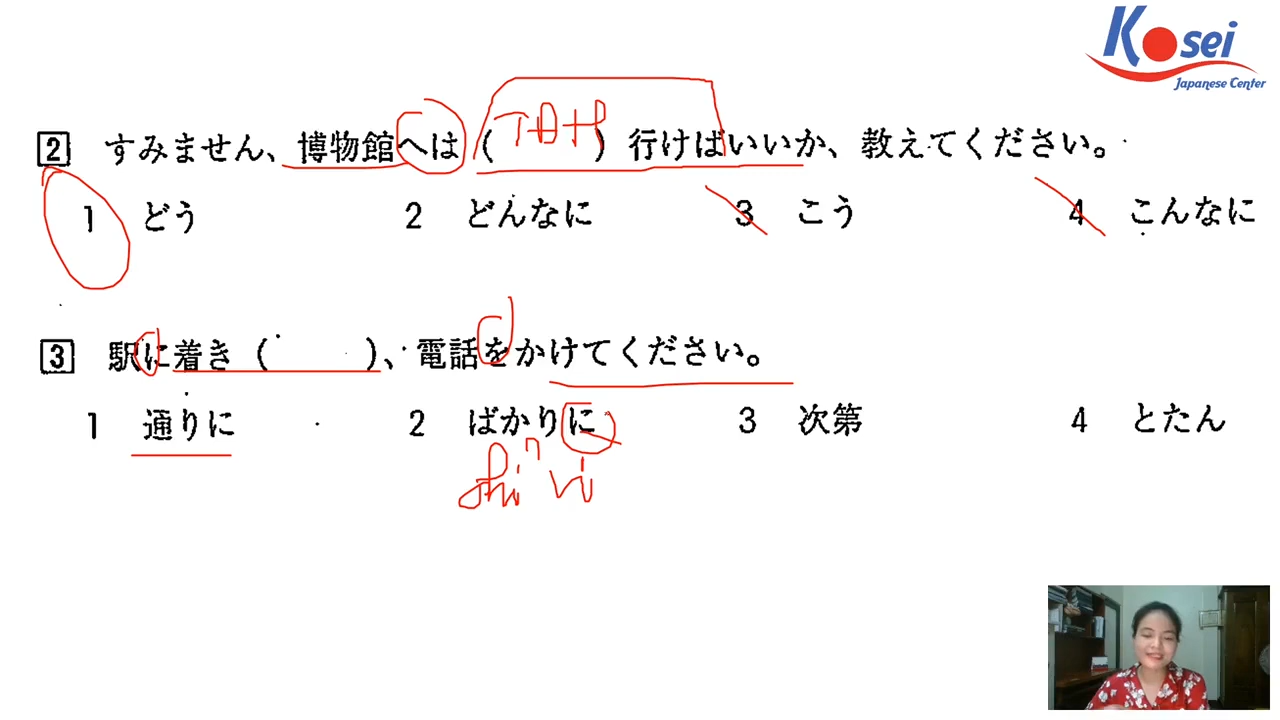 Kosei
Japanese Center
2 すみません、博物館へは ( TĐTH ) 行けばいいか、教えてください。
1 どう 2 どんなに 3 こう 4 こんなに
3 駅に着き ( )、電話をかけてください。
1 通りに 2 ばかりに 3 次第 4 とたん
chỉ vì